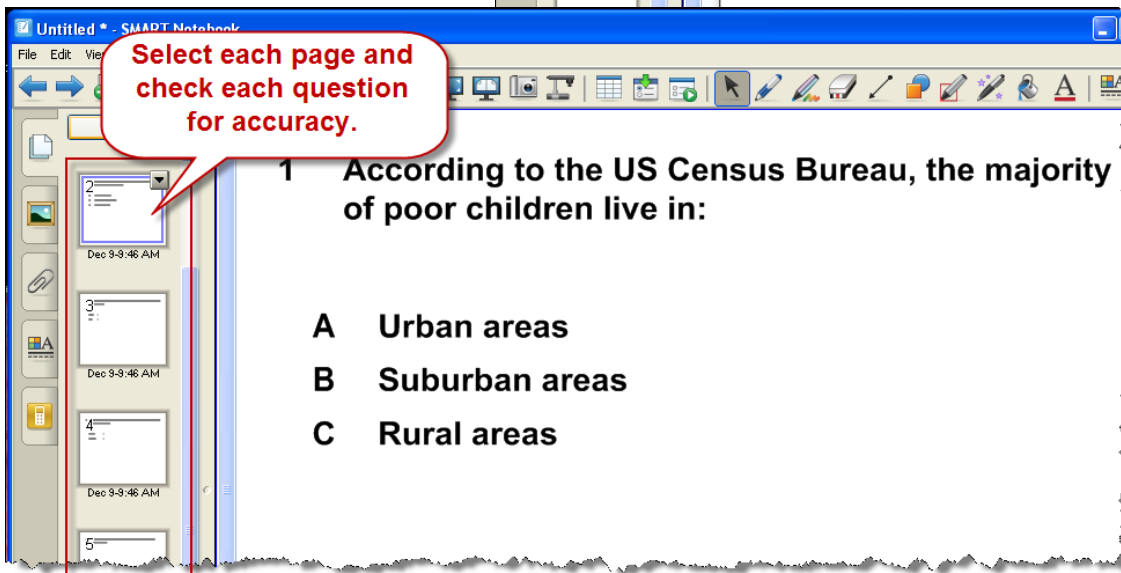 Untitled * - SMART Notebook
File Edit
Select each page and
check each question
for accuracy.
1 According to the US Census Bureau, the majority
of poor children live in:
A Urban areas
B Suburban areas
C Rural areas
2
Dec 9-9:46 AM
3
Dec 9-9:46 AM
4
Dec 9-9:46 AM
5